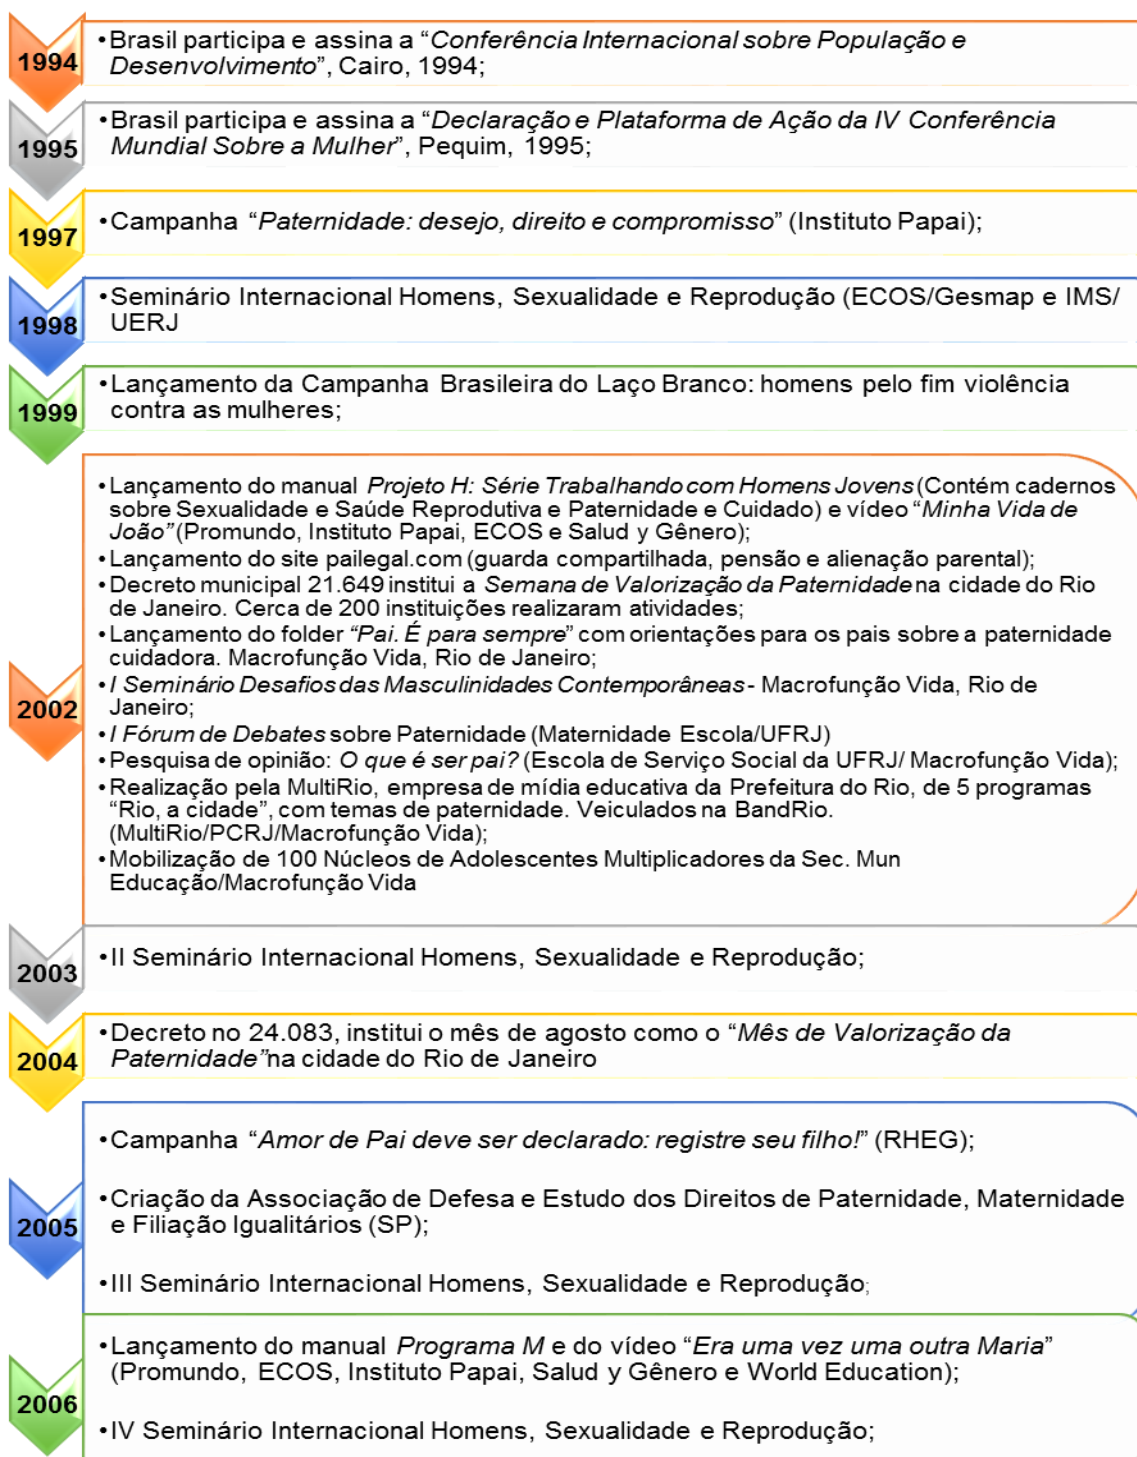 1994
•Brasil participa e assina a “Conferência Internacional sobre População e
Desenvolvimento”, Cairo, 1994;
1995
•Brasil participa e assina a “Declaração e Plataforma de Ação da IV Conferência
Mundial Sobre a Mulher”, Pequim, 1995;
1997
•Campanha “Paternidade: desejo, direito e compromisso” (Instituto Papai);
1998
•Seminário Internacional Homens, Sexualidade e Reprodução (ECOS/Gesmap e IMS/
UERJ
1999
•Lançamento da Campanha Brasileira do Laço Branco: homens pelo fim violência
contra as mulheres;
2002
•Lançamento do manual Projeto H: Série Trabalhando com Homens Jovens (Contém cadernos
sobre Sexualidade e Saúde Reprodutiva e Paternidade e Cuidado) e vídeo “Minha Vida de
João” (Promundo, Instituto Papai, ECOS e Salud y Gênero);
•Lançamento do site pailegal.com (guarda compartilhada, pensão e alienação parental);
•Decreto municipal 21.649 institui a Semana de Valorização da Paternidade na cidade do Rio
de Janeiro. Cerca de 200 instituições realizaram atividades;
•Lançamento do folder “Pai. É para sempre” com orientações para os pais sobre a paternidade
cuidadora. Macrofunção Vida, Rio de Janeiro;
•I Seminário Desafios das Masculinidades Contemporâneas - Macrofunção Vida, Rio de
Janeiro;
•I Fórum de Debates sobre Paternidade (Maternidade Escola/UFRJ)
•Pesquisa de opinião: O que é ser pai? (Escola de Serviço Social da UFRJ/ Macrofunção Vida);
•Realização pela MultiRio, empresa de mídia educativa da Prefeitura do Rio, de 5 programas
“Rio, a cidade”, com temas de paternidade. Veiculados na BandRio.
(MultiRio/PCRJ/Macrofunção Vida);
•Mobilização de 100 Núcleos de Adolescentes Multiplicadores da Sec. Mun
Educação/Macrofunção Vida
2003
•II Seminário Internacional Homens, Sexualidade e Reprodução;
2004
•Decreto no 24.083, institui o mês de agosto como o “Mês de Valorização da
Paternidade” na cidade do Rio de Janeiro
2005
•Campanha “Amor de Pai deve ser declarado: registre seu filho!” (RHEG);
•Criação da Associação de Defesa e Estudo dos Direitos de Paternidade, Maternidade
e Filiação Igualitários (SP);
•III Seminário Internacional Homens, Sexualidade e Reprodução;
2006
•Lançamento do manual Programa M e do vídeo “Era uma vez uma outra Maria”
(Promundo, ECOS, Instituto Papai, Salud y Gênero e World Education);
•IV Seminário Internacional Homens, Sexualidade e Reprodução;